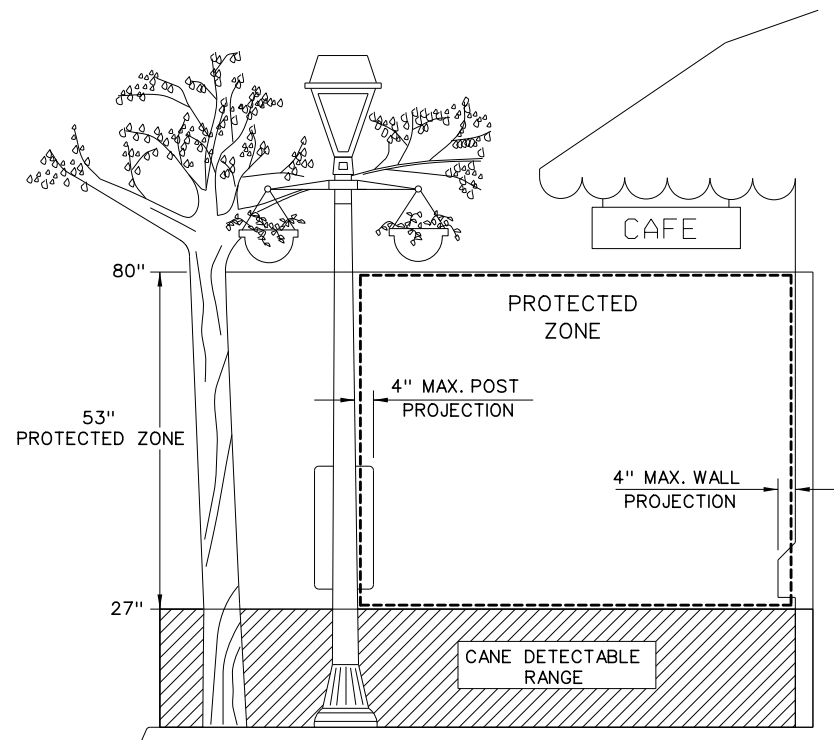 CAFE
80"
PROTECTED
ZONE
4" MAX. POST
PROJECTION
53"
PROTECTED ZONE
4" MAX. WALL
PROJECTION
27"
CANE DETECTABLE
RANGE